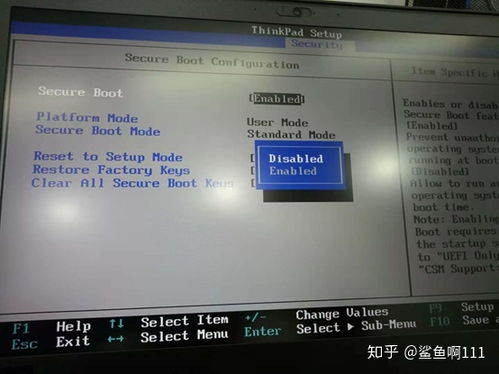 ThinkPad Setup
Security
Secure Boot Configuration
Item Specific H
Secure Boot
[Enabled]
Platform Mode
User Mode
Secure Boot Mode
Standard Mode
Reset to Setup Mode
[
Restore Factory Keys
[
Clear All Secure Boot Keys
[
Disabled
Enabled
Enables or disab
Secure Boot feat
[Enabled]
Prevent unauthor
operating system
running at boot
[Disabled]
Allow to run an
operating system
boot time.
Note: Enabling
Boot requires
the startup s
to "UEFI Only
"CSM Support
F1 Help ↑↓ Select Item +/- Change Values F9 Setup
Esc Exit ←→ Select Menu Enter Select ▶ Sub-Menu F10 Save a
知乎 @鲨鱼啊111